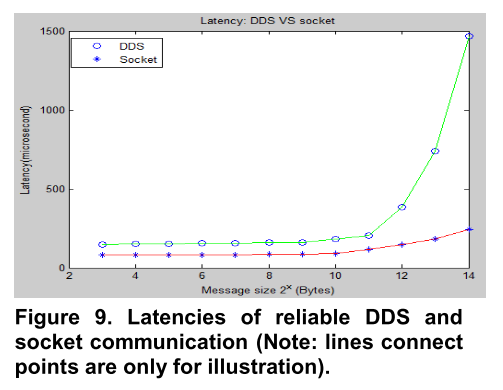 Latency: DDS VS socket
1500
1000
500
0
Latency(microsecond)
DDS
Socket
2 4 6 8 10 12 14
Message size 2^x (Bytes)
Figure 9. Latencies of reliable DDS and
socket communication (Note: lines connect
points are only for illustration).